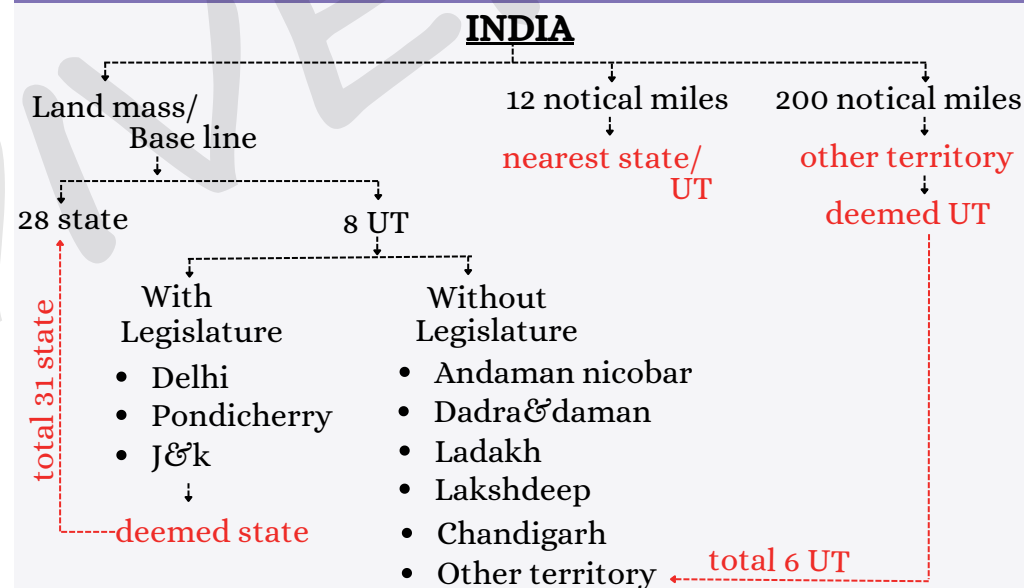 INDIA
Land mass/
Base line
12 notical miles
200 notical miles
nearest state/
UT
other territory
deemed UT
28 state
8 UT
With
Legislature
Without
Legislature
• Delhi
• Pondicherry
• J&k
deemed state
total 31 state
• Andaman nicobar
• Dadra&daman
• Ladakh
• Lakshdeep
• Chandigarh
• Other territory
total 6 UT